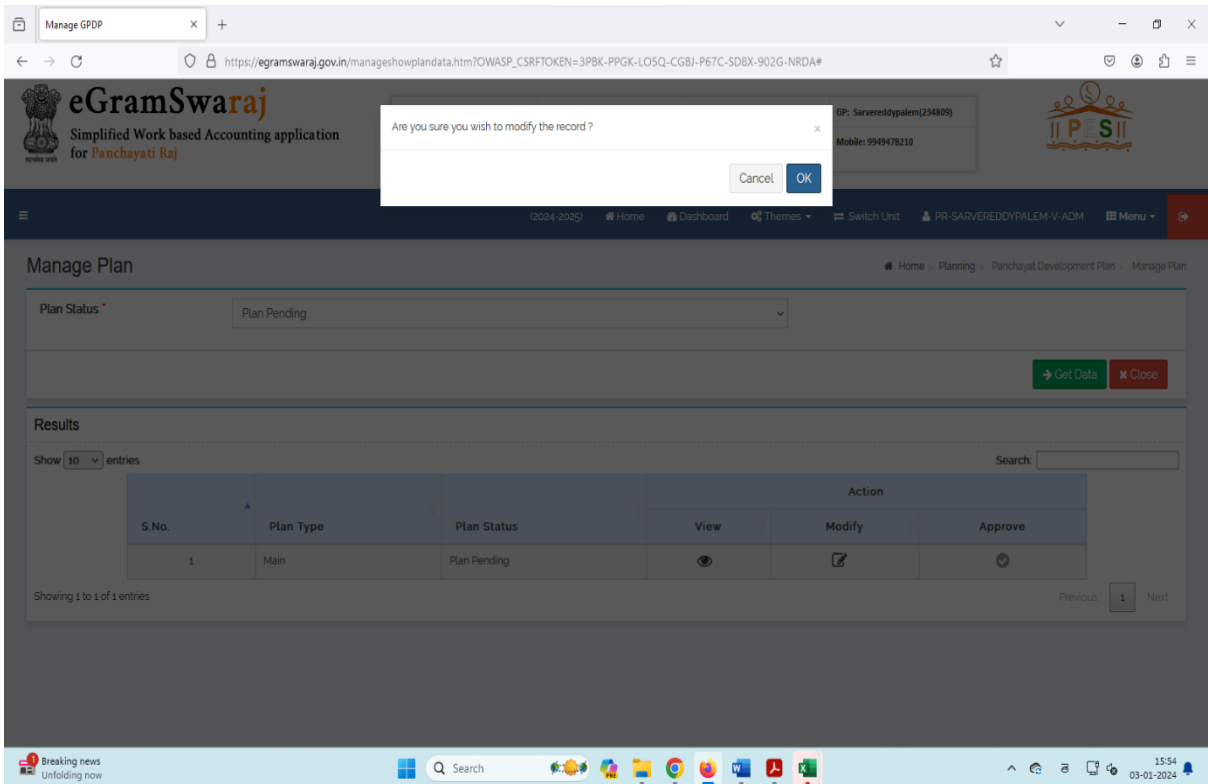 Manage GPDP
https://egramswaraj.gov.in/manageshowplandata.htm?OWASP_CSRFTOKEN=3PBK-PPGK-LO5Q-CGBJ-P67C-SD8X-902G-NRDA#
eGramSwaraj
Simplified Work based Accounting application
for Panchayati Raj
Are you sure you wish to modify the record ?
×
Cancel OK
GP: Sarvereddypalem(234809)
Mobile: 9949478210
|| PES ||
(2024-2025) Home Dashboard Themes Switch Unit PR-SARVEREDDYPALEM-V-ADM Menu
Manage Plan
Home > Planning > Panchayat Development Plan > Manage Plan
Plan Status *
Plan Pending
Get Data Close
Results
Show 10 entries
Search:
Action
S.No. Plan Type Plan Status View Modify Approve
1 Main Plan Pending
Showing 1 to 1 of 1 entries
Previous 1 Next
Breaking news
Unfolding now
Search
15:54
03-01-2024